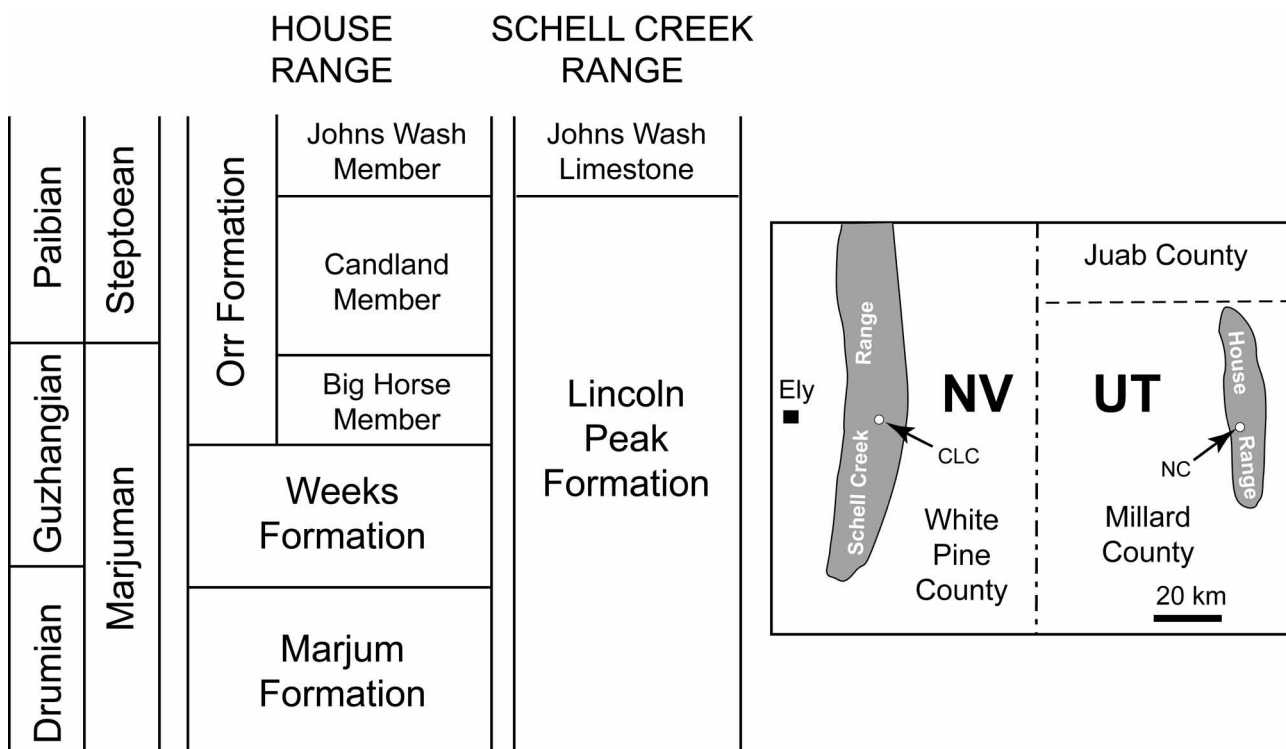 HOUSE
RANGE
SCHELL CREEK
RANGE
Paibian
Guzhangian
Drumian
Steptoean
Marjuman
Orr Formation
Johns Wash
Member
Candland
Member
Big Horse
Member
Weeks
Formation
Marjum
Formation
Johns Wash
Limestone
Lincoln
Peak
Formation
Juab County
Ely
Schell Creek
Range
NV
UT
House
Range
CLC
NC
White
Pine
County
Millard
County
20 km